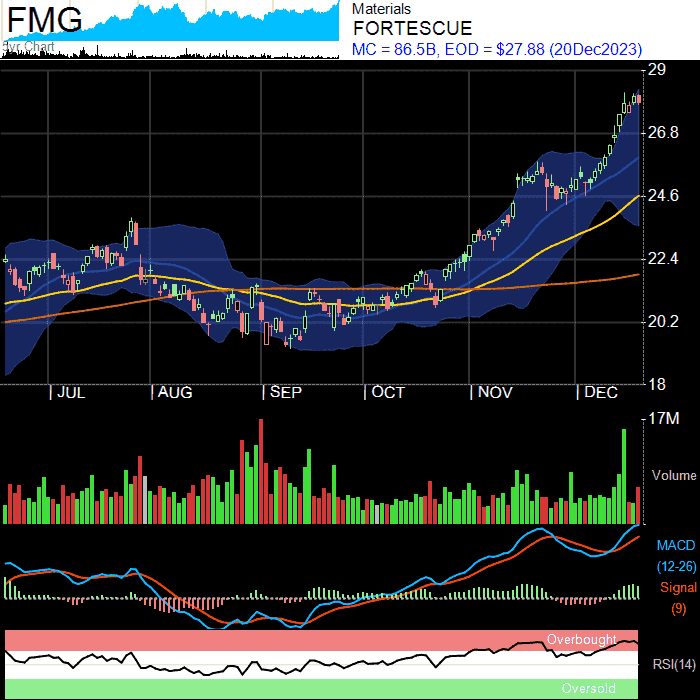 FMG
5yr Chart
Materials
FORTESCUE
MC = 86.5B, EOD = $27.88 (20Dec2023)
29
26.8
24.6
22.4
20.2
18
| JUL | AUG | SEP | OCT | NOV | DEC
17M
Volume
MACD
(12-26)
Signal
(9)
Overbought
RSI(14)
Oversold